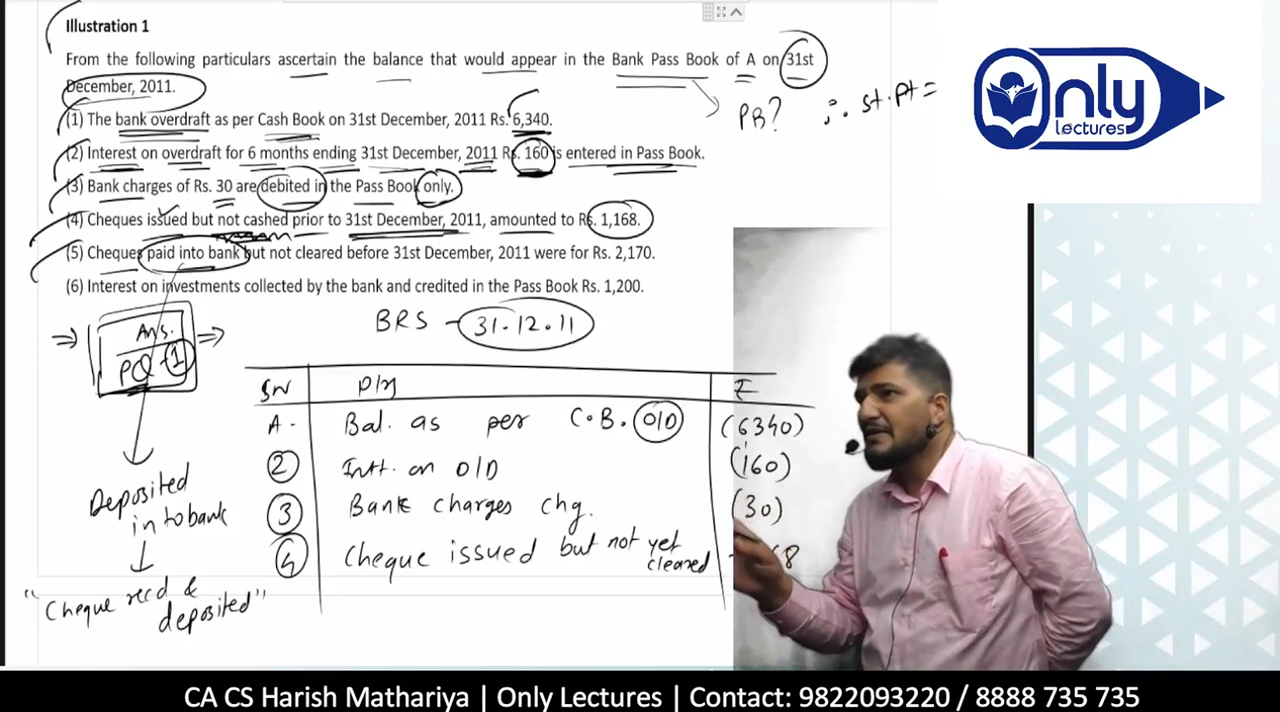 Illustration 1
From the following particulars ascertain the balance that would appear in the Bank Pass Book of A on 31st
December, 2011.
(1) The bank overdraft as per Cash Book on 31st December, 2011 Rs. 6,340.
(2) Interest on overdraft for 6 months ending 31st December, 2011 Rs. 160 is entered in Pass Book.
(3) Bank charges of Rs. 30 are debited in the Pass Book only.
(4) Cheques issued but not cashed prior to 31st December, 2011, amounted to Rs. 1,168.
(5) Cheques paid into bank but not cleared before 31st December, 2011 were for Rs. 2,170.
(6) Interest on investments collected by the bank and credited in the Pass Book Rs. 1,200.
PB? ∴ st. pt =
Only
Lectures
Ans.
PQ-1
Deposited
into bank
"Cheque recd &
deposited"
BRS - 31.12.11
A. Bal. as per C.B. O/D (6340)
2 Intt. on O/D (160)
3 Bank charges chg. (30)
4 Cheque issued but not yet
cleared 8
CA CS Harish Mathariya | Only Lectures | Contact: 9822093220 / 8888 735 735